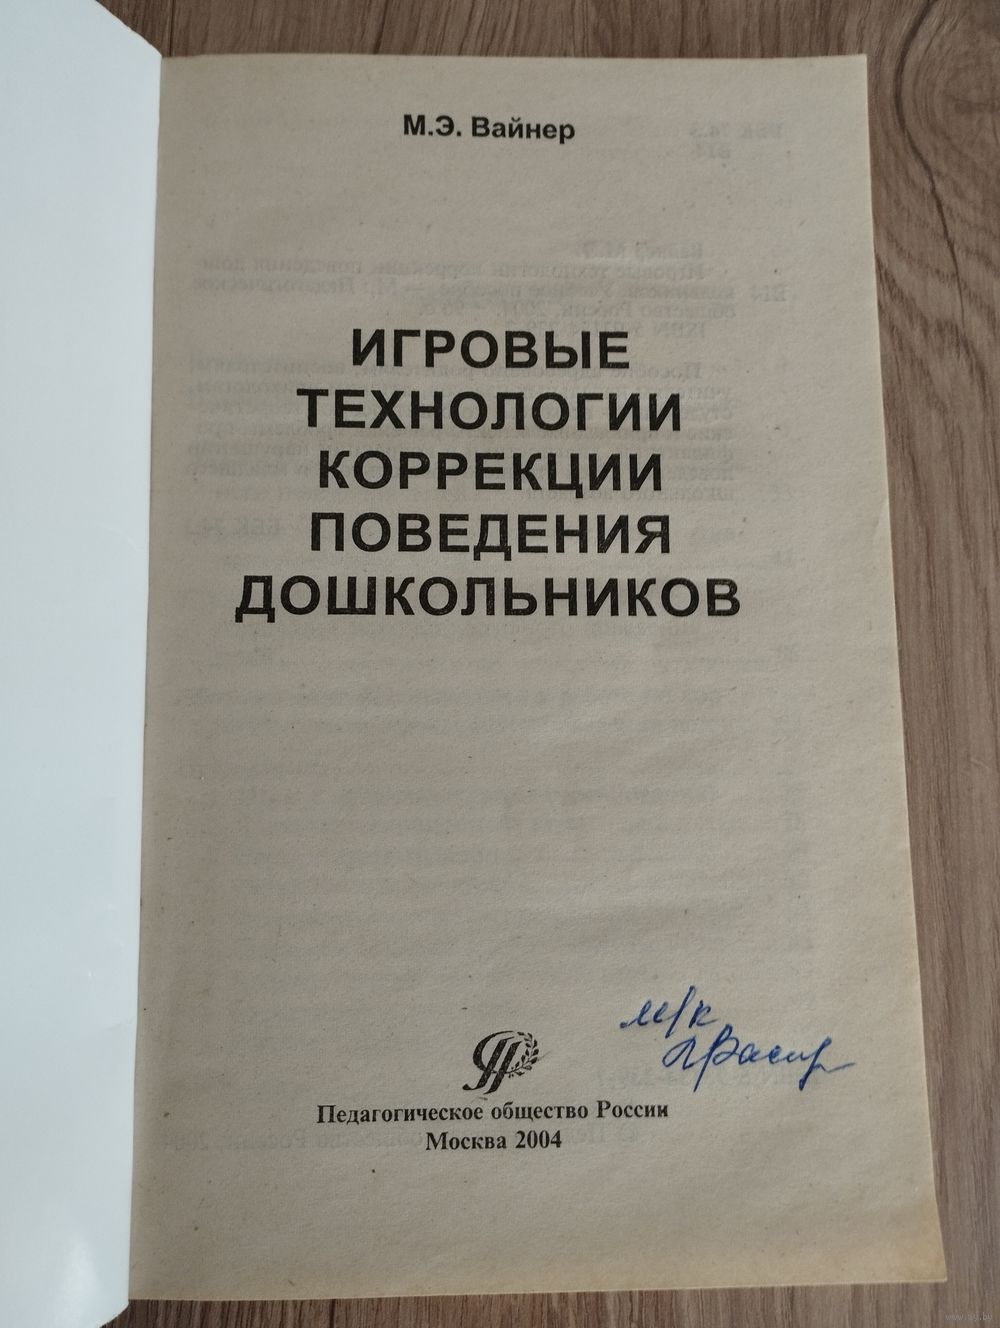 М.Э. Вайнер
ИГРОВЫЕ
ТЕХНОЛОГИИ
КОРРЕКЦИИ
ПОВЕДЕНИЯ
ДОШКОЛЬНИКОВ
м/к
Педагогическое общество России
Москва 2004